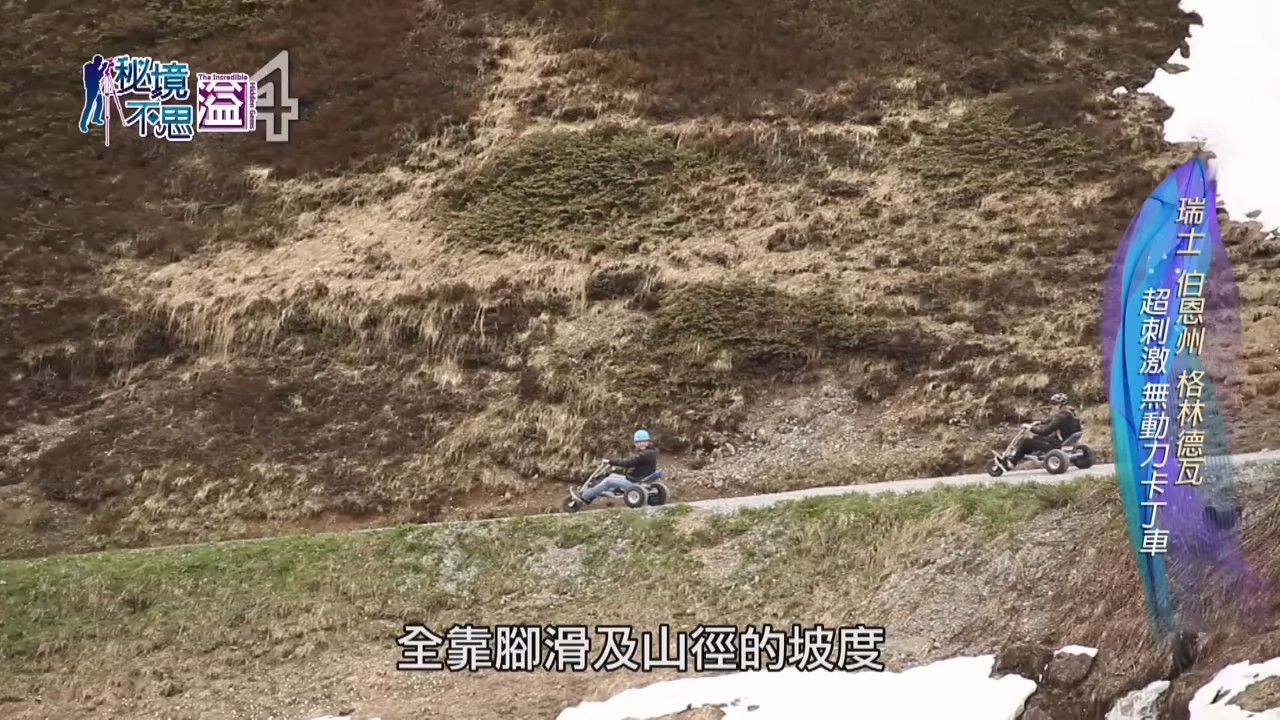 秘境
不思
溢
The Incredible
4
瑞士 伯恩州 格林德瓦
超刺激 無動力卡丁車
全靠腳滑及山徑的坡度